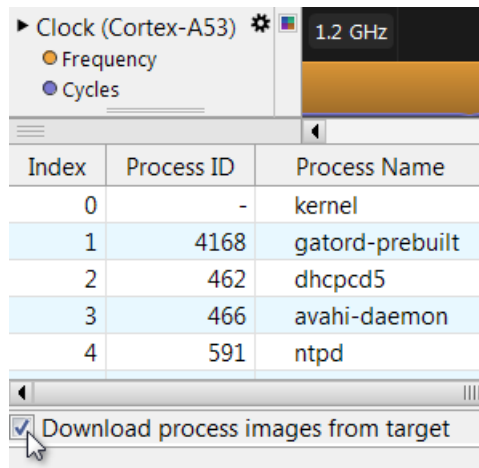 Clock (Cortex-A53)
1.2 GHz
Frequency
Cycles
Index Process ID Process Name
0 - kernel
1 4168 gatord-prebuilt
2 462 dhcpcd5
3 466 avahi-daemon
4 591 ntpd
Download process images from target